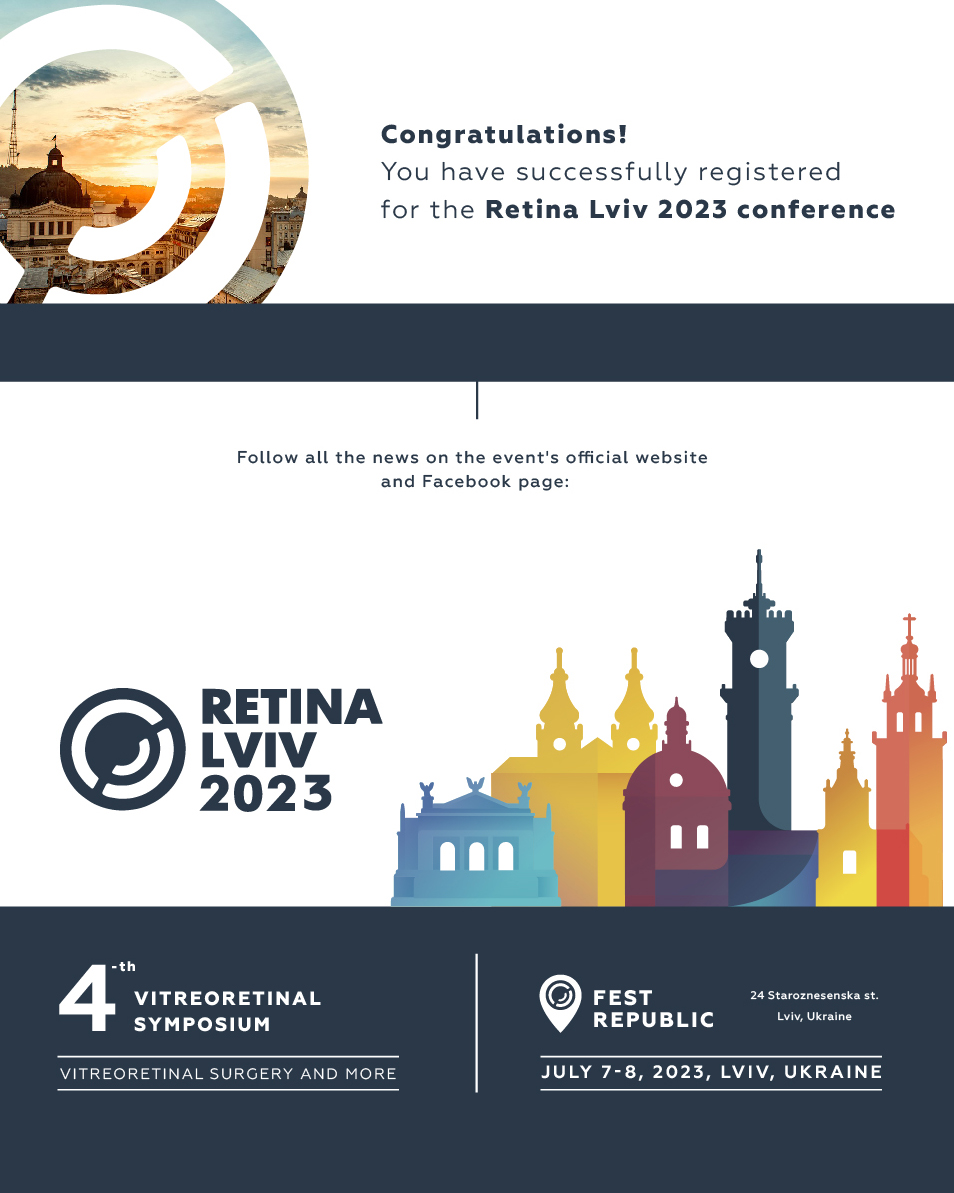 Congratulations!
You have successfully registered
for the Retina Lviv 2023 conference
Follow all the news on the event's official website
and Facebook page:
RETINA
LVIV
2023
4-th
VITREORETINAL
SYMPOSIUM
VITREORETINAL SURGERY AND MORE
FEST
REPUBLIC
24 Staroznesenska st.
Lviv, Ukraine
JULY 7-8, 2023, LVIV, UKRAINE